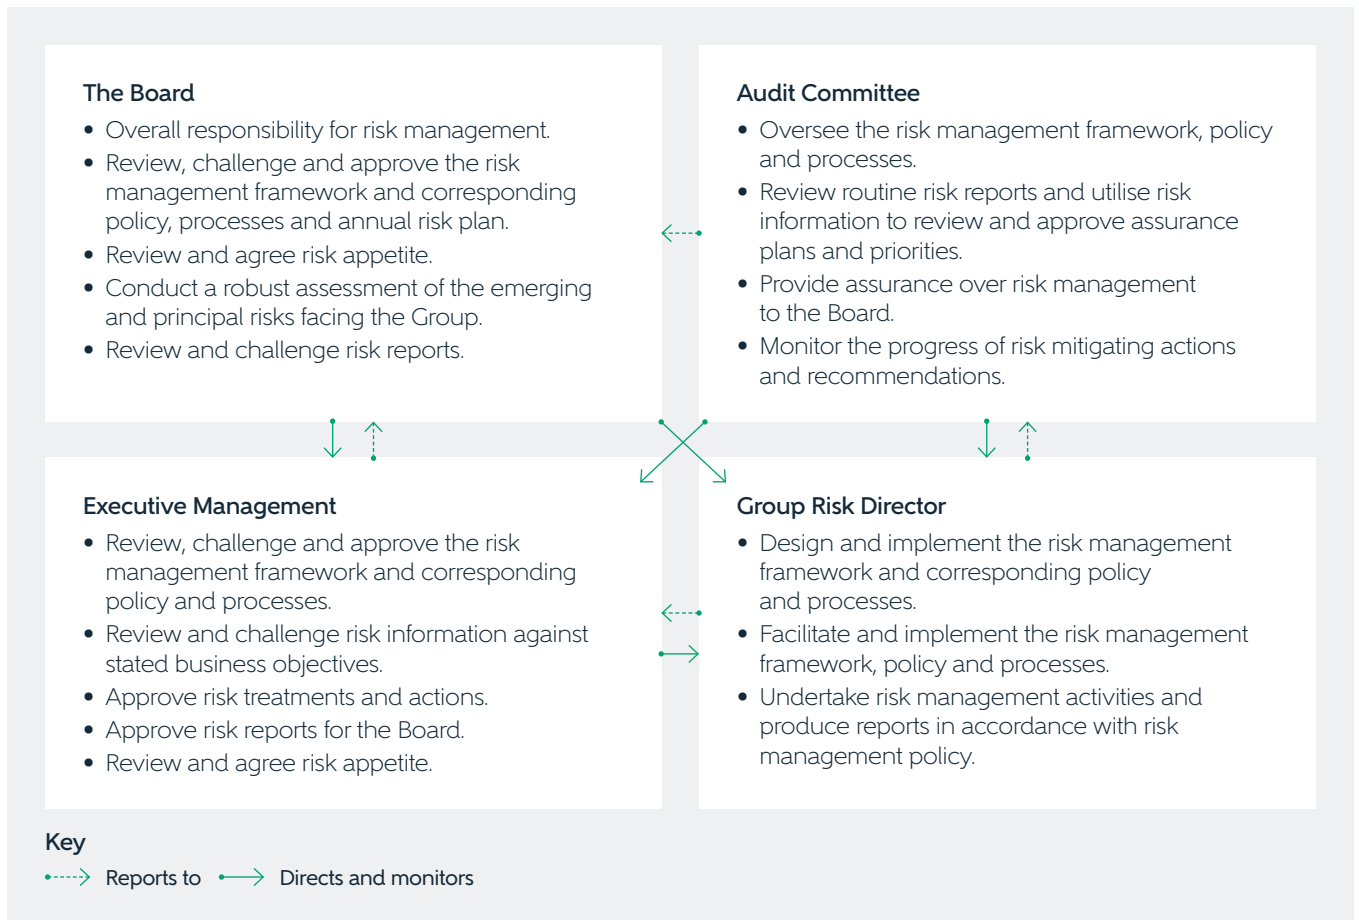 The Board
• Overall responsibility for risk management.
• Review, challenge and approve the risk
management framework and corresponding
policy, processes and annual risk plan.
• Review and agree risk appetite.
• Conduct a robust assessment of the emerging
and principal risks facing the Group.
• Review and challenge risk reports.
Audit Committee
• Oversee the risk management framework, policy
and processes.
• Review routine risk reports and utilise risk
information to review and approve assurance
plans and priorities.
• Provide assurance over risk management
to the Board.
• Monitor the progress of risk mitigating actions
and recommendations.
Executive Management
• Review, challenge and approve the risk
management framework and corresponding
policy and processes.
• Review and challenge risk information against
stated business objectives.
• Approve risk treatments and actions.
• Approve risk reports for the Board.
• Review and agree risk appetite.
Group Risk Director
• Design and implement the risk management
framework and corresponding policy
and processes.
• Facilitate and implement the risk management
framework, policy and processes.
• Undertake risk management activities and
produce reports in accordance with risk
management policy.
Key
Reports to
Directs and monitors